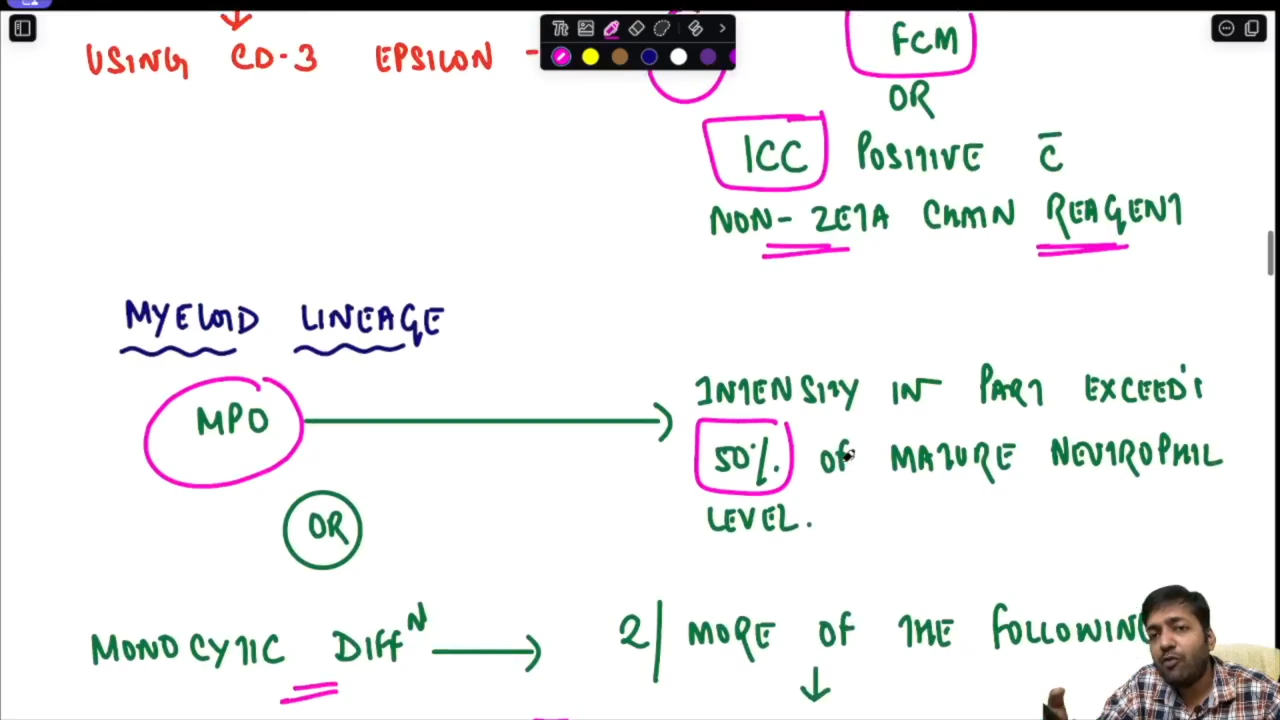 USING CD-3 EPSILON -
FCM
OR
ICC POSITIVE C̄
NON-ZETA CHAIN REAGENT
MYELOID LINEAGE
MPO
INTENSITY IN PART EXCEEDS
50% OF MATURE NEUTROPHIL
LEVEL.
OR
MONOCYTIC DIFFᴺ
2/ MORE OF THE FOLLOWING